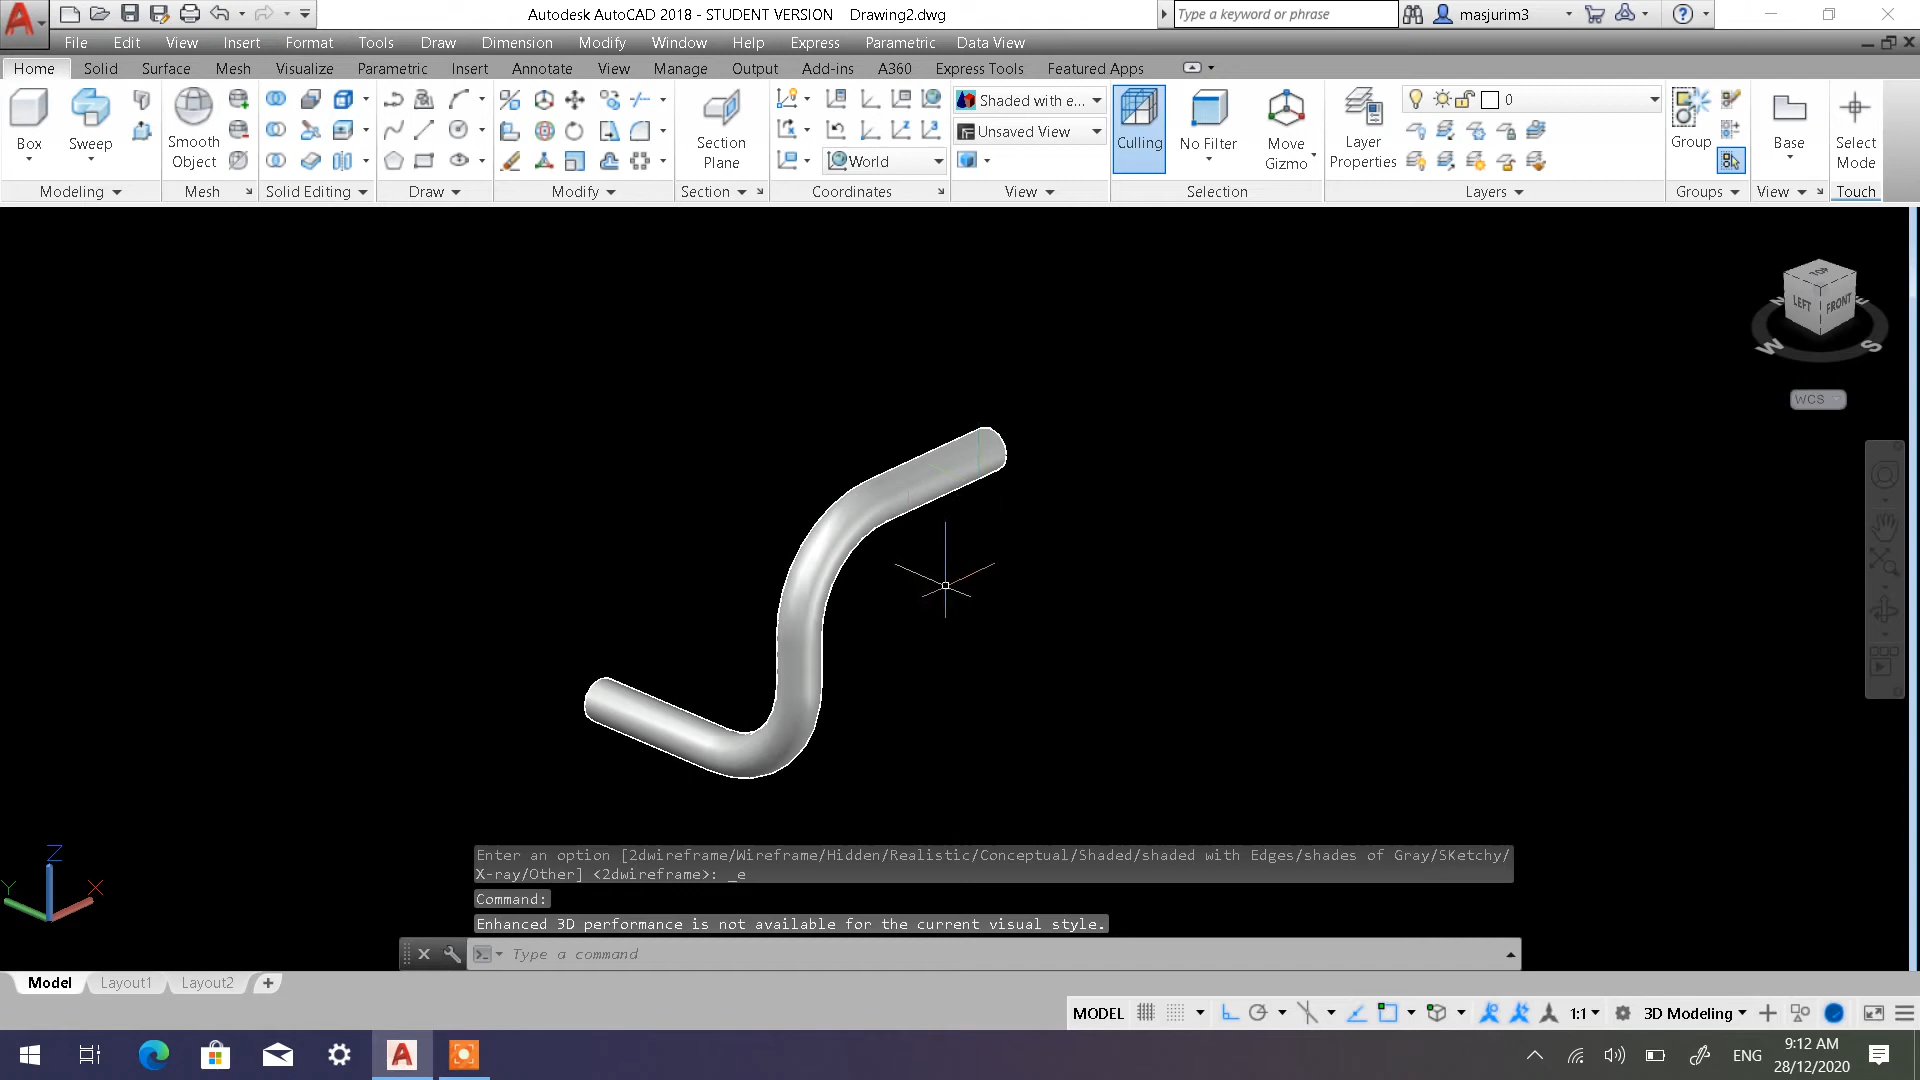 Autodesk AutoCAD 2018 - STUDENT VERSION Drawing2.dwg
Type a keyword or phrase
masjurim3
File Edit View Insert Format Tools Draw Dimension Modify Window Help Express Parametric Data View
Home Solid Surface Mesh Visualize Parametric Insert Annotate View Manage Output Add-ins A360 Express Tools Featured Apps
Box
Sweep
Smooth
Object
Section
Plane
World
Shaded with e...
Unsaved View
Culling
No Filter
Move
Gizmo
Layer
Properties
0
Group
Base
Select
Mode
Modeling Mesh Solid Editing Draw Modify Section Coordinates View Selection Layers Groups View Touch
TOP
LEFT FRONT
N E
W S
WCS
Z
Y X
Enter an option [2dwireframe/Wireframe/Hidden/Realistic/Conceptual/Shaded/shaded with Edges/shades of Gray/SKetchy/
X-ray/Other] <2dwireframe>: _e
Command:
Enhanced 3D performance is not available for the current visual style.
Type a command
Model Layout1 Layout2
MODEL 1:1 3D Modeling
ENG
9:12 AM
28/12/2020